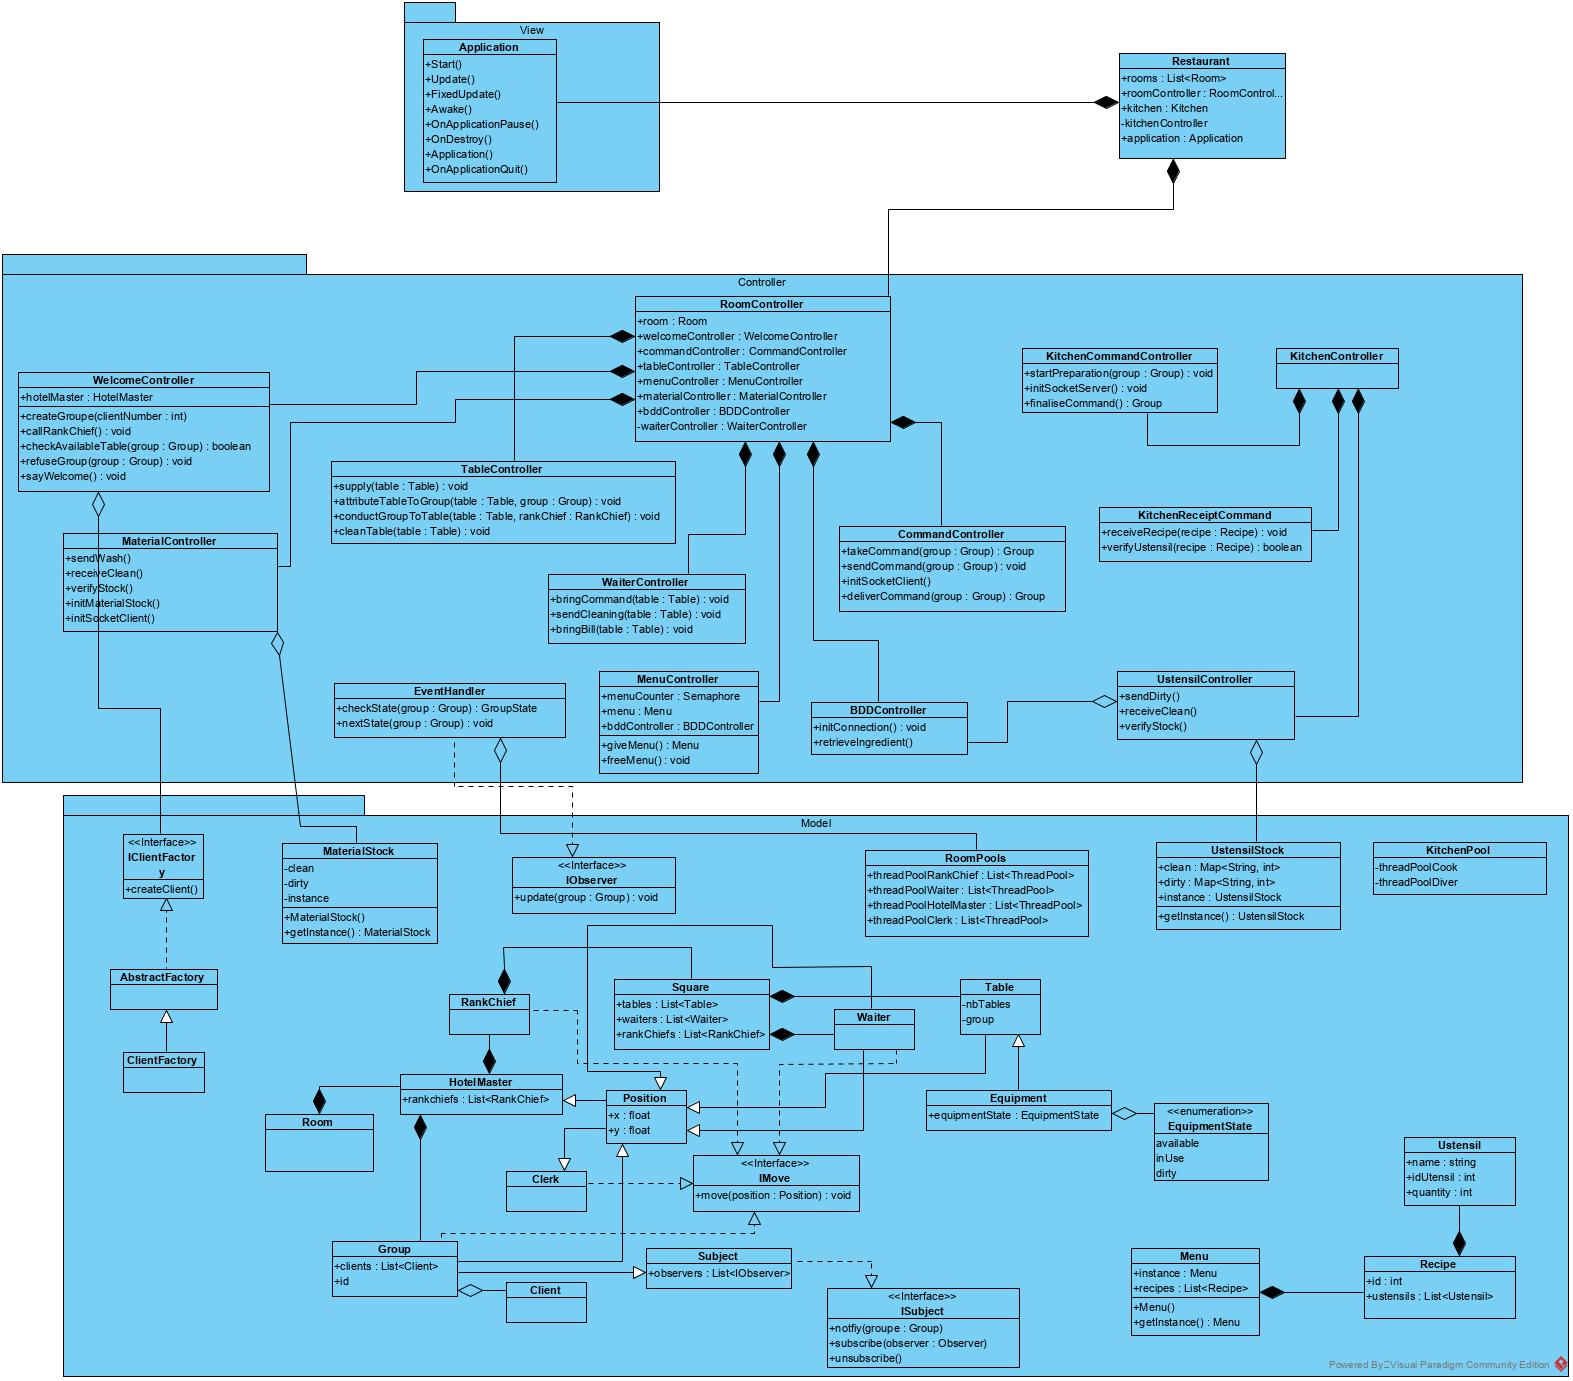 View
Application
+Start()
+Update()
+FixedUpdate()
+Awake()
+OnApplicationPause()
+OnDestroy()
+Application()
+OnApplicationQuit()
Restaurant
+rooms : List<Room>
+roomController : RoomControl...
+kitchen : Kitchen
-kitchenController
+application : Application
Controller
RoomController
+room : Room
+welcomeController : WelcomeController
+commandController : CommandController
+tableController : TableController
+menuController : MenuController
+materialController : MaterialController
+bddController : BDDController
-waiterController : WaiterController
KitchenCommandController
+startPreparation(group : Group) : void
+initSocketServer() : void
+finaliseCommand() : Group
KitchenController
WelcomeController
+hotelMaster : HotelMaster
+createGroupe(clientNumber : int)
+callRankChief() : void
+checkAvailableTable(group : Group) : boolean
+refuseGroup(group : Group) : void
+sayWelcome() : void
TableController
+supply(table : Table) : void
+attributeTableToGroup(table : Table, group : Group) : void
+conductGroupToTable(table : Table, rankChief : RankChief) : void
+cleanTable(table : Table) : void
KitchenReceiptCommand
+receiveRecipe(recipe : Recipe) : void
+verifyUstensil(recipe : Recipe) : boolean
CommandController
+takeCommand(group : Group) : Group
+sendCommand(group : Group) : void
+initSocketClient()
+deliverCommand(group : Group) : Group
MaterialController
+sendWash()
+receiveClean()
+verifyStock()
+initMaterialStock()
+initSocketClient()
WaiterController
+bringCommand(table : Table) : void
+sendCleaning(table : Table) : void
+bringBill(table : Table) : void
EventHandler
+checkState(group : Group) : GroupState
+nextState(group : Group) : void
MenuController
+menuCounter : Semaphore
+menu : Menu
+bddController : BDDController
+giveMenu() : Menu
+freeMenu() : void
BDDController
+initConnection() : void
+retrieveIngredient()
UstensilController
+sendDirty()
+receiveClean()
+verifyStock()
Model
<<Interface>>
IClientFactor
y
+createClient()
MaterialStock
-clean
-dirty
-instance
+MaterialStock()
+getInstance() : MaterialStock
<<Interface>>
IObserver
+update(group : Group) : void
RoomPools
+threadPoolRankChief : List<ThreadPool>
+threadPoolWaiter : List<ThreadPool>
+threadPoolHotelMaster : List<ThreadPool>
+threadPoolClerk : List<ThreadPool>
UstensilStock
+clean : Map<String, int>
+dirty : Map<String, int>
+instance : UstensilStock
+getInstance() : UstensilStock
KitchenPool
-threadPoolCook
-threadPoolDiver
AbstractFactory
ClientFactory
RankChief
Square
+tables : List<Table>
+waiters : List<Waiter>
+rankChiefs : List<RankChief>
Waiter
Table
-nbTables
-group
HotelMaster
+rankchiefs : List<RankChief>
Room
Position
+x : float
+y : float
Equipment
+equipmentState : EquipmentState
<<enumeration>>
EquipmentState
available
inUse
dirty
Clerk
<<Interface>>
IMove
+move(position : Position) : void
Ustensil
+name : string
+idUtensil : int
+quantity : int
Group
+clients : List<Client>
+id
Client
Subject
+observers : List<IObserver>
<<Interface>>
ISubject
+notfiy(groupe : Group)
+subscribe(observer : Observer)
+unsubscribe()
Menu
+instance : Menu
+recipes : List<Recipe>
+Menu()
+getInstance() : Menu
Recipe
+id : int
+ustensils : List<Ustensil>
Powered By Visual Paradigm Community Edition